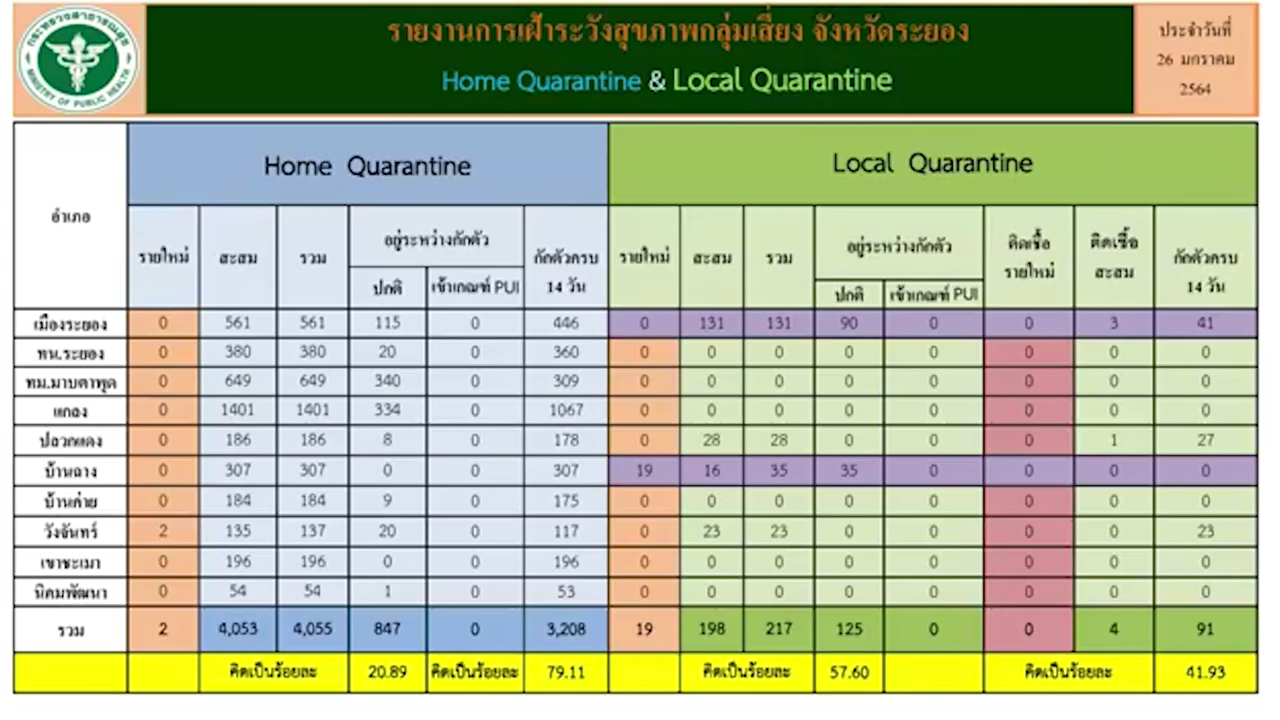 รายงานการเฝ้าระวังสุขภาพกลุ่มเสี่ยง จังหวัดระยอง
Home Quarantine & Local Quarantine
ประจำวันที่
26 มกราคม
2564
กระทรวงสาธารณสุข
MINISTRY OF PUBLIC HEALTH
อำเภอ
Home Quarantine
Local Quarantine
รายใหม่ สะสม รวม อยู่ระหว่างกักตัว กักตัวครบ 14 วัน รายใหม่ สะสม รวม อยู่ระหว่างกักตัว ติดเชื้อ รายใหม่ ติดเชื้อ สะสม กักตัวครบ 14 วัน
ปกติ เข้าเกณฑ์ PUI ปกติ เข้าเกณฑ์ PUI
เมืองระยอง 0 561 561 115 0 446 0 131 131 90 0 0 3 41
ทน.ระยอง 0 380 380 20 0 360 0 0 0 0 0 0 0 0
ทม.มาบตาพุด 0 649 649 340 0 309 0 0 0 0 0 0 0 0
แกลง 0 1401 1401 334 0 1067 0 0 0 0 0 0 0 0
ปลวกแดง 0 186 186 8 0 178 0 28 28 0 0 0 1 27
บ้านฉาง 0 307 307 0 0 307 19 16 35 35 0 0 0 0
บ้านค่าย 0 184 184 9 0 175 0 0 0 0 0 0 0 0
วังจันทร์ 2 135 137 20 0 117 0 23 23 0 0 0 0 23
เขาชะเมา 0 196 196 0 0 196 0 0 0 0 0 0 0 0
นิคมพัฒนา 0 54 54 1 0 53 0 0 0 0 0 0 0 0
รวม 2 4,053 4,055 847 0 3,208 19 198 217 125 0 0 4 91
คิดเป็นร้อยละ 20.89 คิดเป็นร้อยละ 79.11 คิดเป็นร้อยละ 57.60 คิดเป็นร้อยละ 41.93